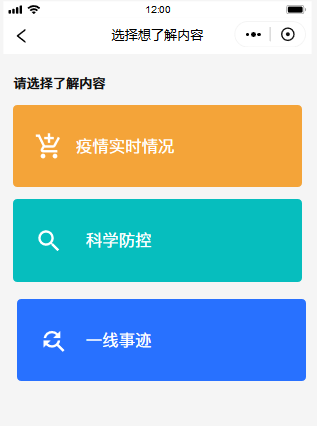 12:00
选择想了解内容
请选择了解内容
疫情实时情况
科学防控
一线事迹